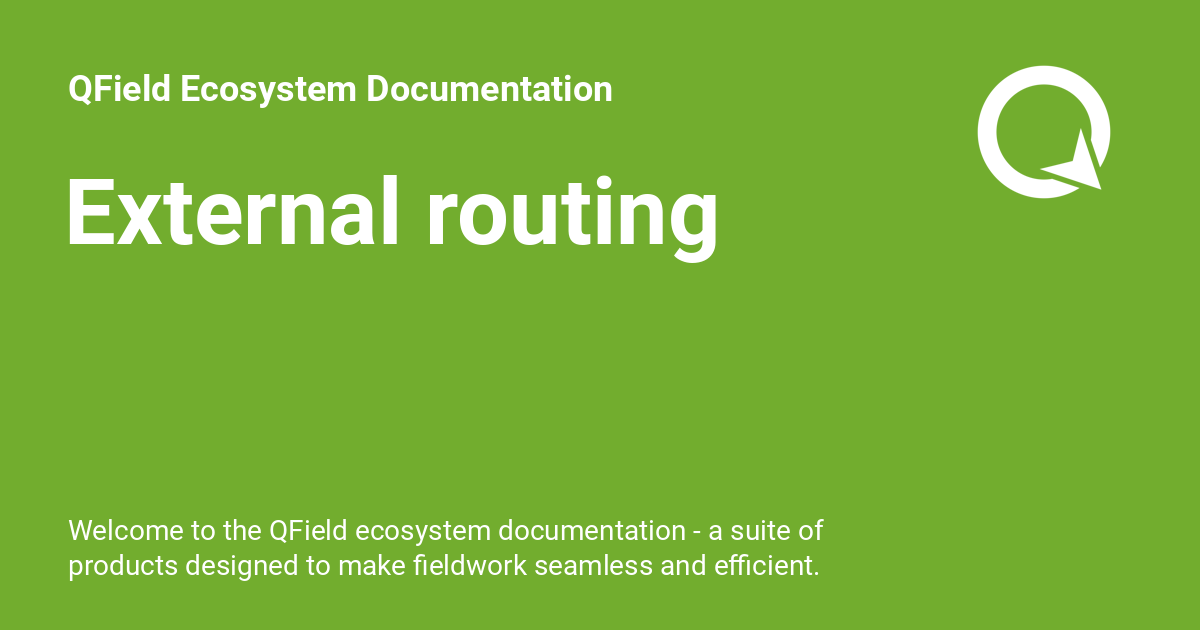 QField Ecosystem Documentation
External routing
Welcome to the QField ecosystem documentation - a suite of
products designed to make fieldwork seamless and efficient.